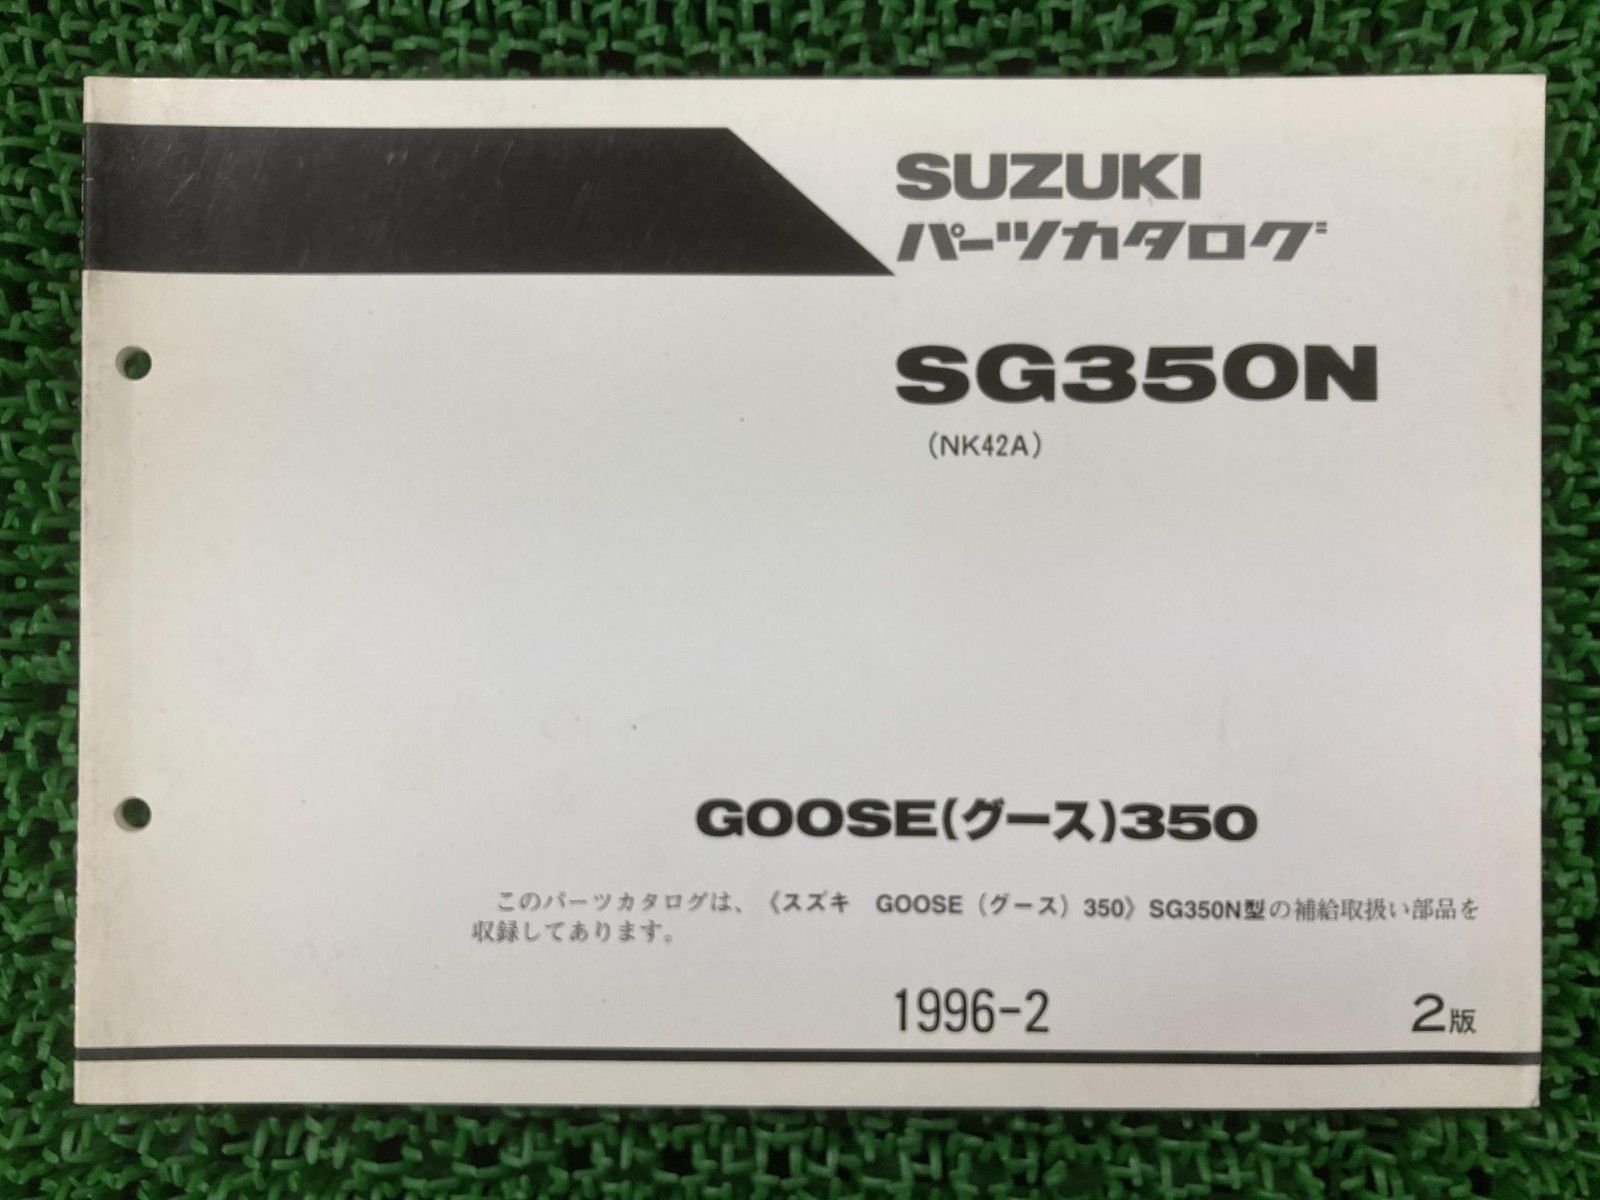 SUZUKI
パーツカタログ
SG350N
(NK42A)
GOOSE(グース)350
このパーツカタログは、《スズキ　GOOSE（グース）350》SG350N型の補給取扱い部品を
収録してあります。
1996-2 2版